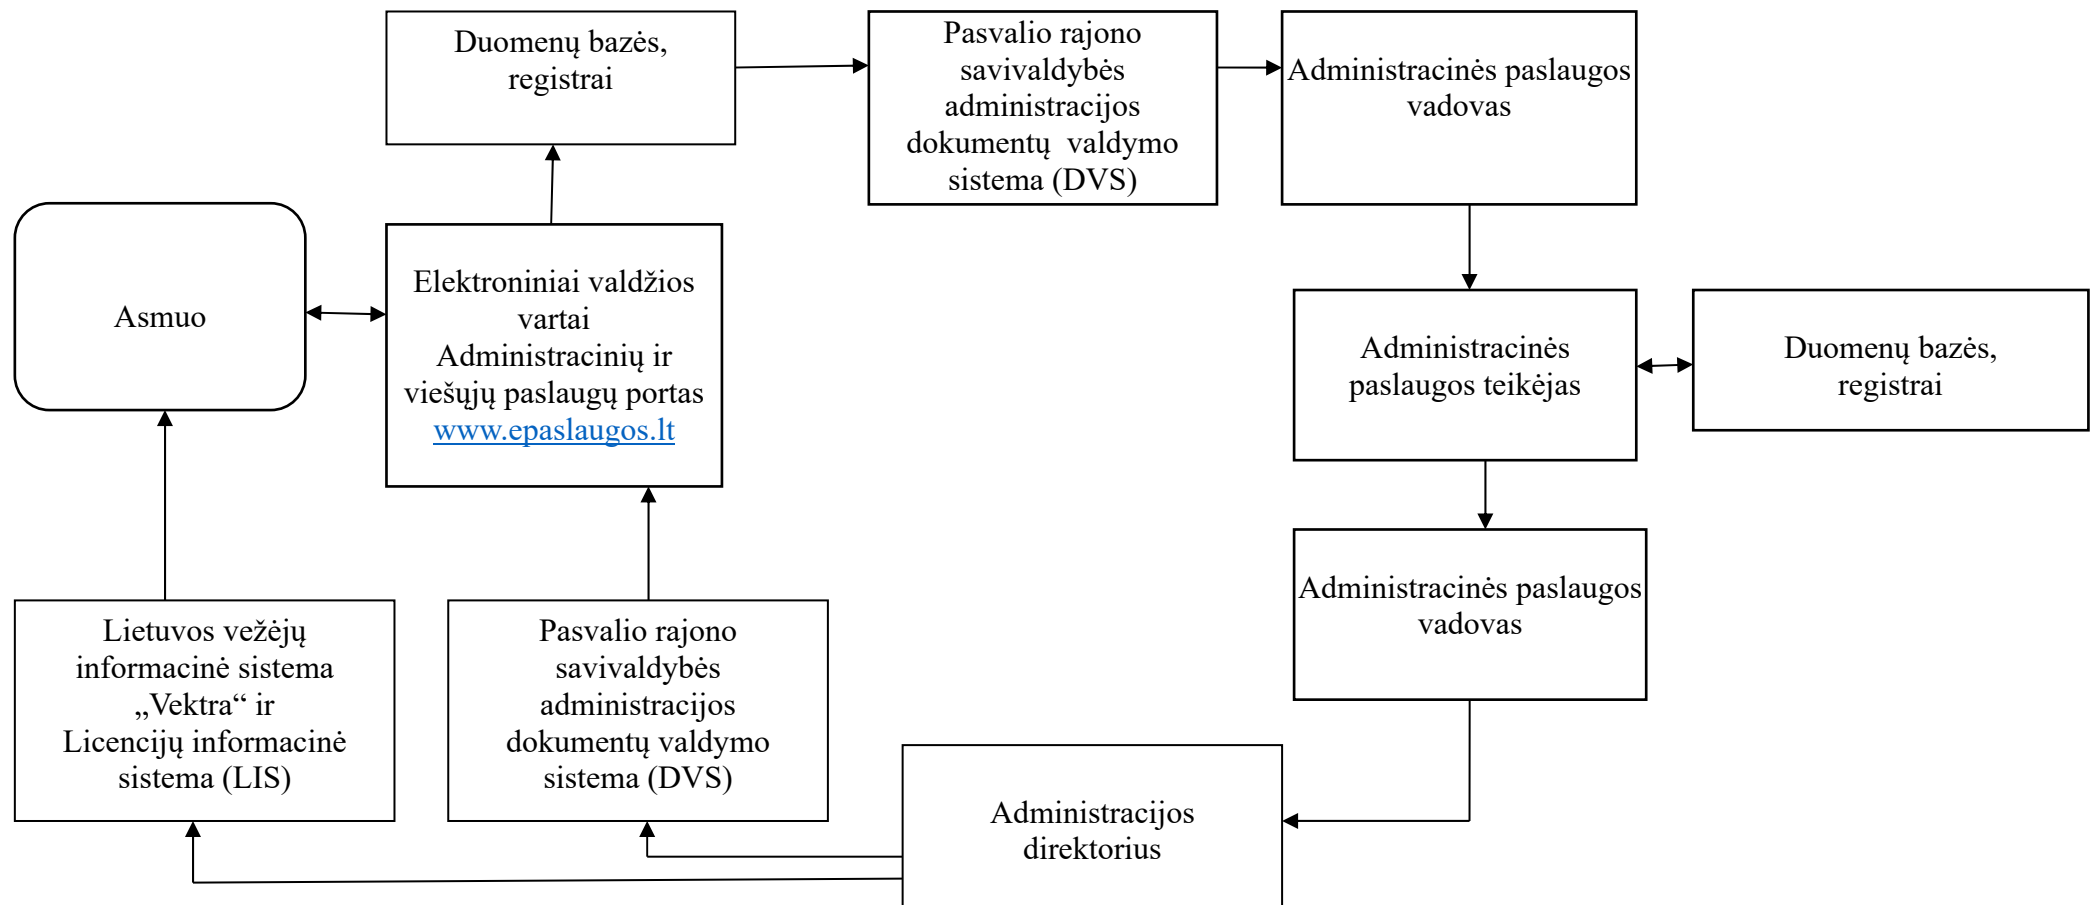 Duomenų bazės,
registrai
Pasvalio rajono
savivaldybės
administracijos
dokumentų  valdymo
sistema (DVS)
Administracinės paslaugos
vadovas
Asmuo
Elektroniniai valdžios
vartai
Administracinių ir
viešųjų paslaugų portas
www.epaslaugos.lt
Administracinės
paslaugos teikėjas
Duomenų bazės,
registrai
Administracinės paslaugos
vadovas
Lietuvos vežėjų
informacinė sistema
„Vektra“ ir
Licencijų informacinė
sistema (LIS)
Pasvalio rajono
savivaldybės
administracijos
dokumentų valdymo
sistema (DVS)
Administracijos
direktorius